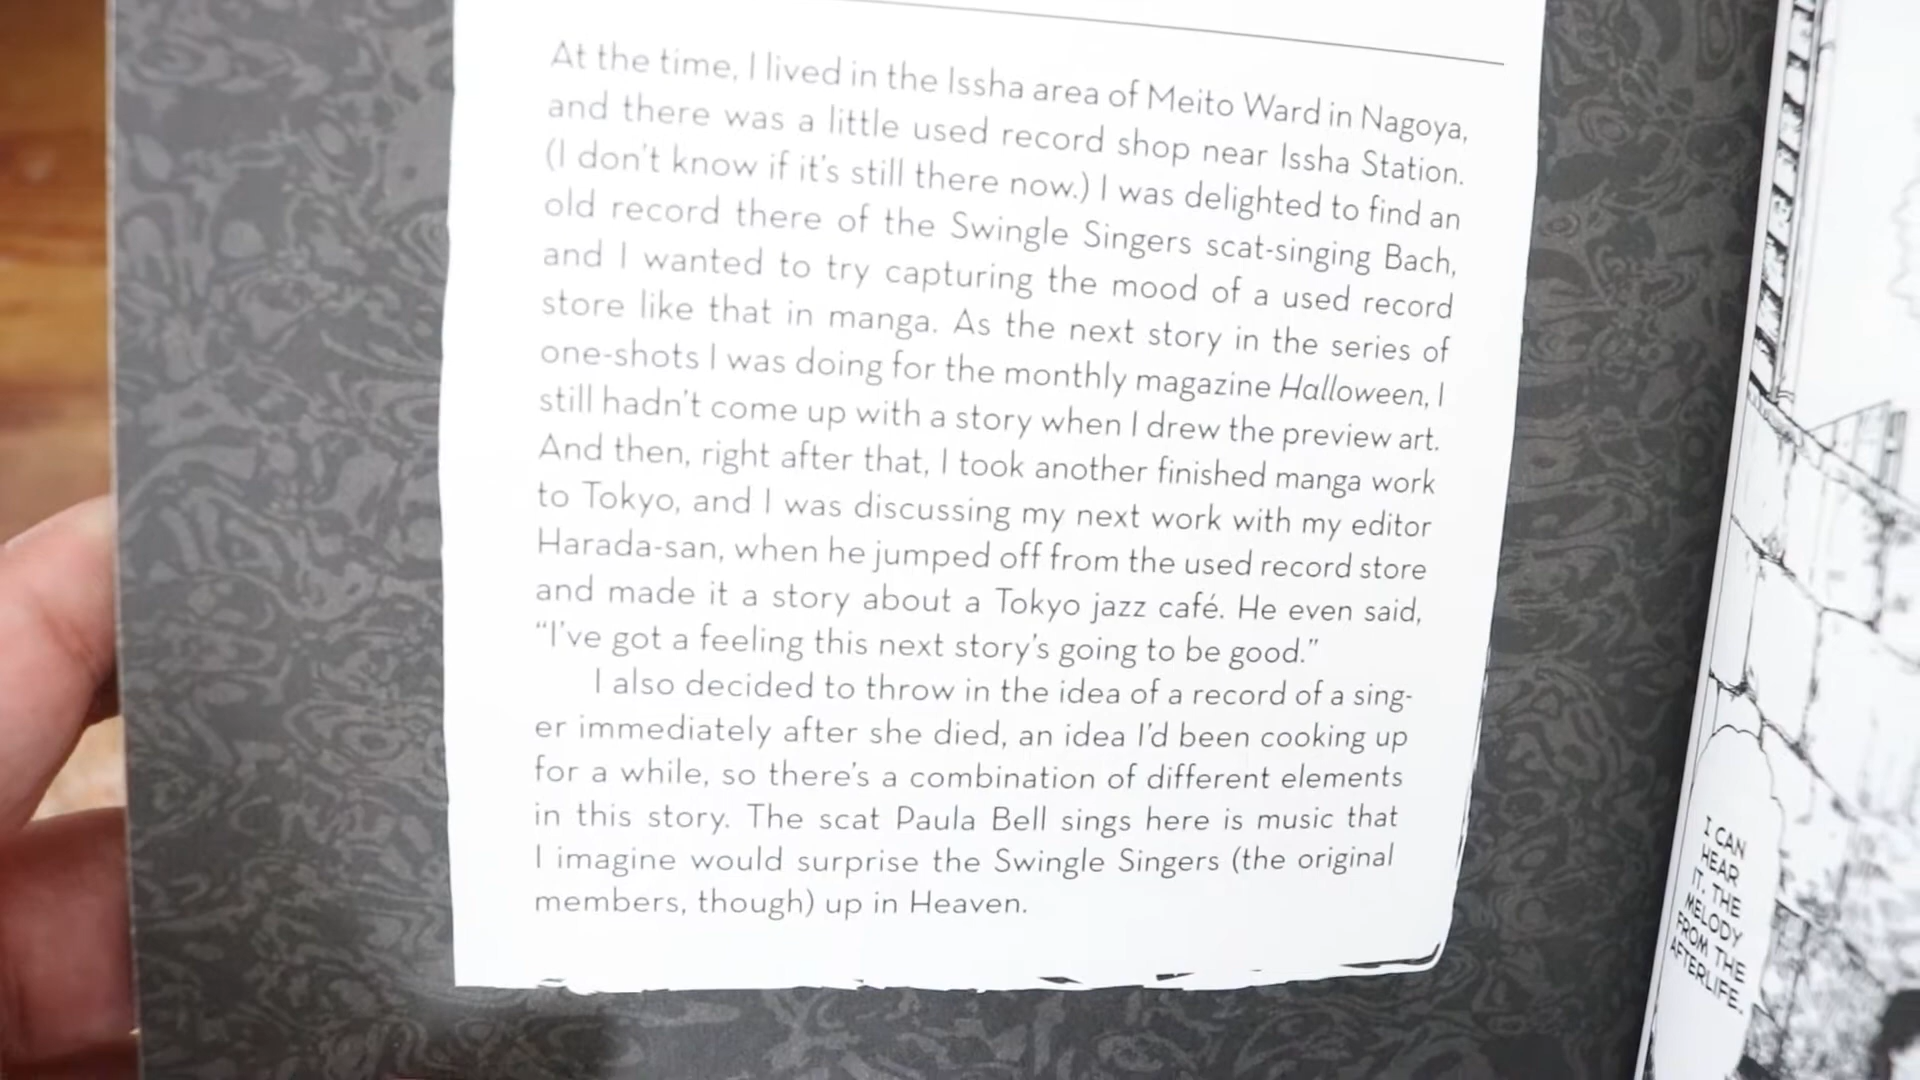 At the time, I lived in the Issha area of Meito Ward in Nagoya,
and there was a little used record shop near Issha Station.
(I don't know if it's still there now.) I was delighted to find an
old record there of the Swingle Singers scat-singing Bach,
and I wanted to try capturing the mood of a used record
store like that in manga. As the next story in the series of
one-shots I was doing for the monthly magazine Halloween, I
still hadn't come up with a story when I drew the preview art.
And then, right after that, I took another finished manga work
to Tokyo, and I was discussing my next work with my editor
Harada-san, when he jumped off from the used record store
and made it a story about a Tokyo jazz café. He even said,
“I've got a feeling this next story's going to be good.”
I also decided to throw in the idea of a record of a sing-
er immediately after she died, an idea I'd been cooking up
for a while, so there's a combination of different elements
in this story. The scat Paula Bell sings here is music that
I imagine would surprise the Swingle Singers (the original
members, though) up in Heaven.
I CAN
HEAR
IT. THE
MELODY
FROM THE
AFTERLIFE.